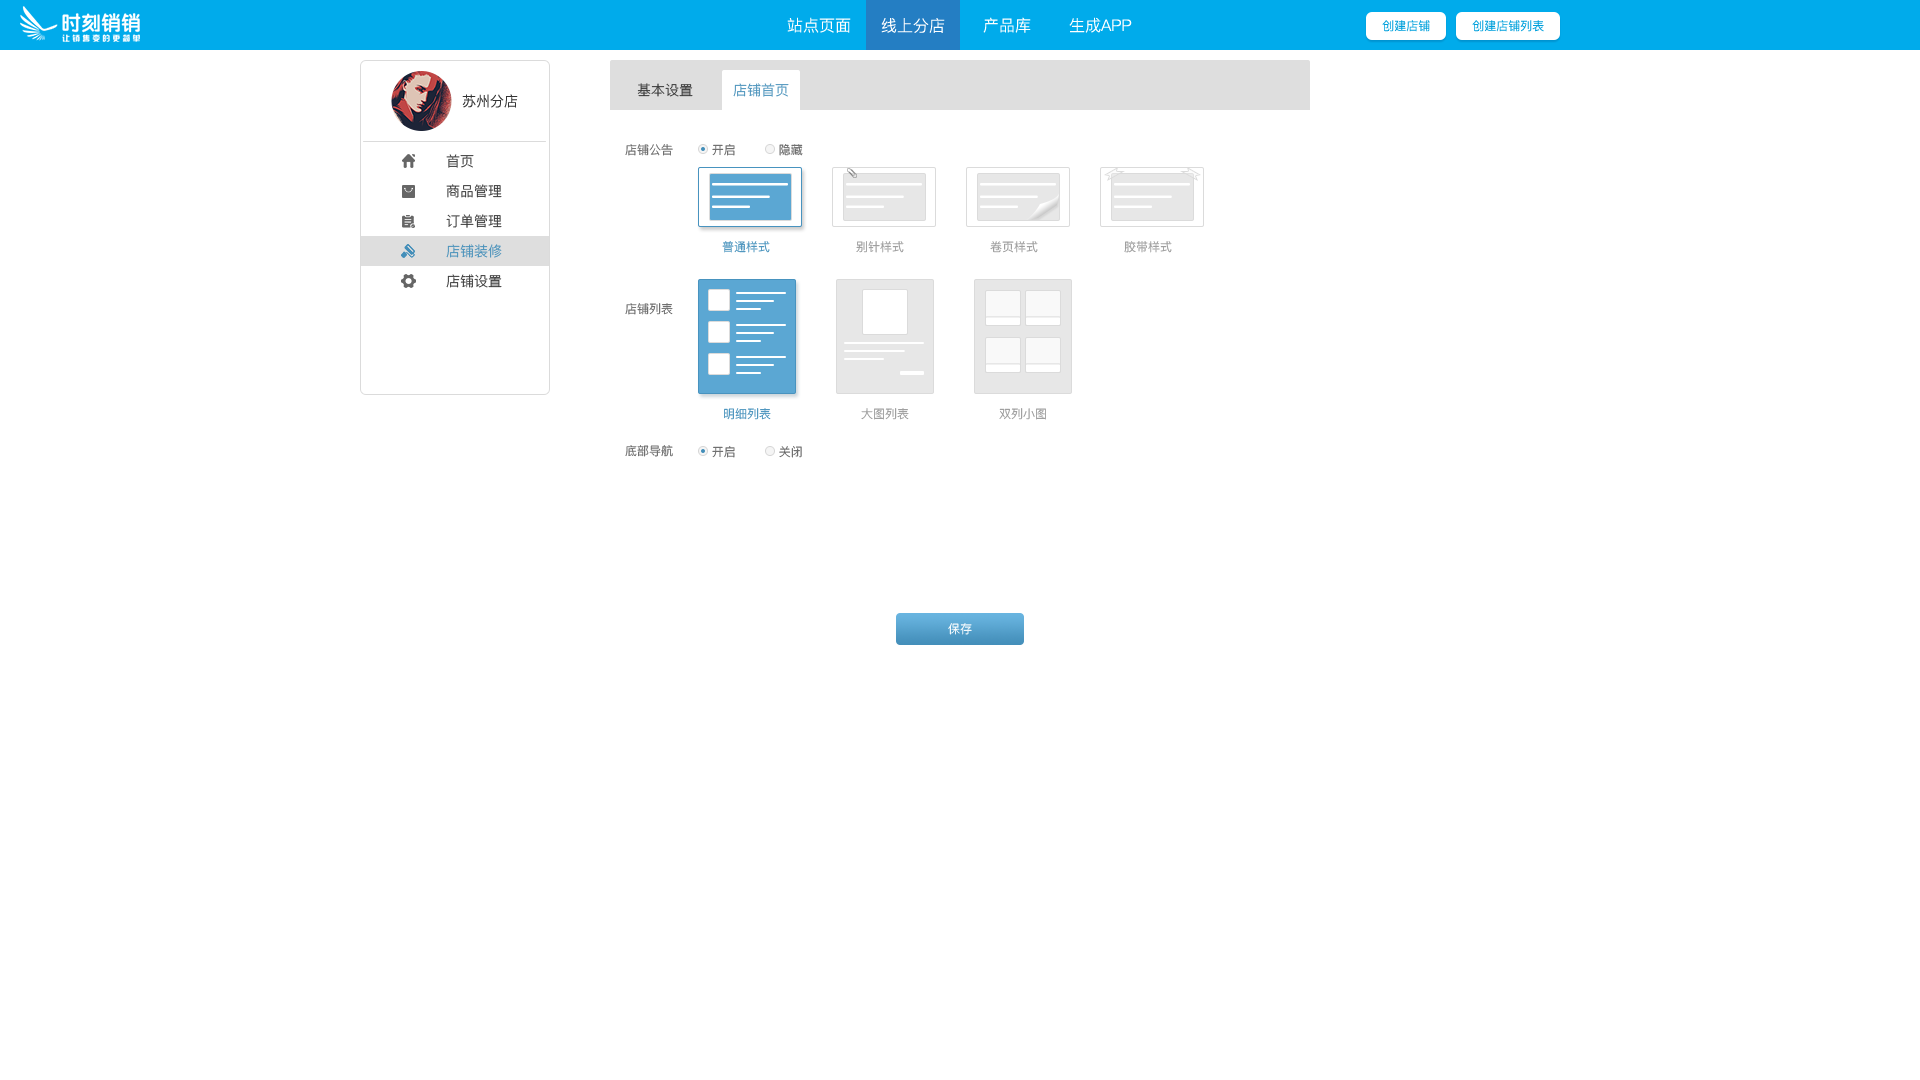 时刻销销
让销售变的更简单
站点页面
线上分店
产品库
生成APP
创建店铺
创建店铺列表
苏州分店
首页
商品管理
订单管理
店铺装修
店铺设置
基本设置
店铺首页
店铺公告
开启
隐藏
普通样式
别针样式
卷页样式
胶带样式
店铺列表
明细列表
大图列表
双列小图
底部导航
开启
关闭
保存